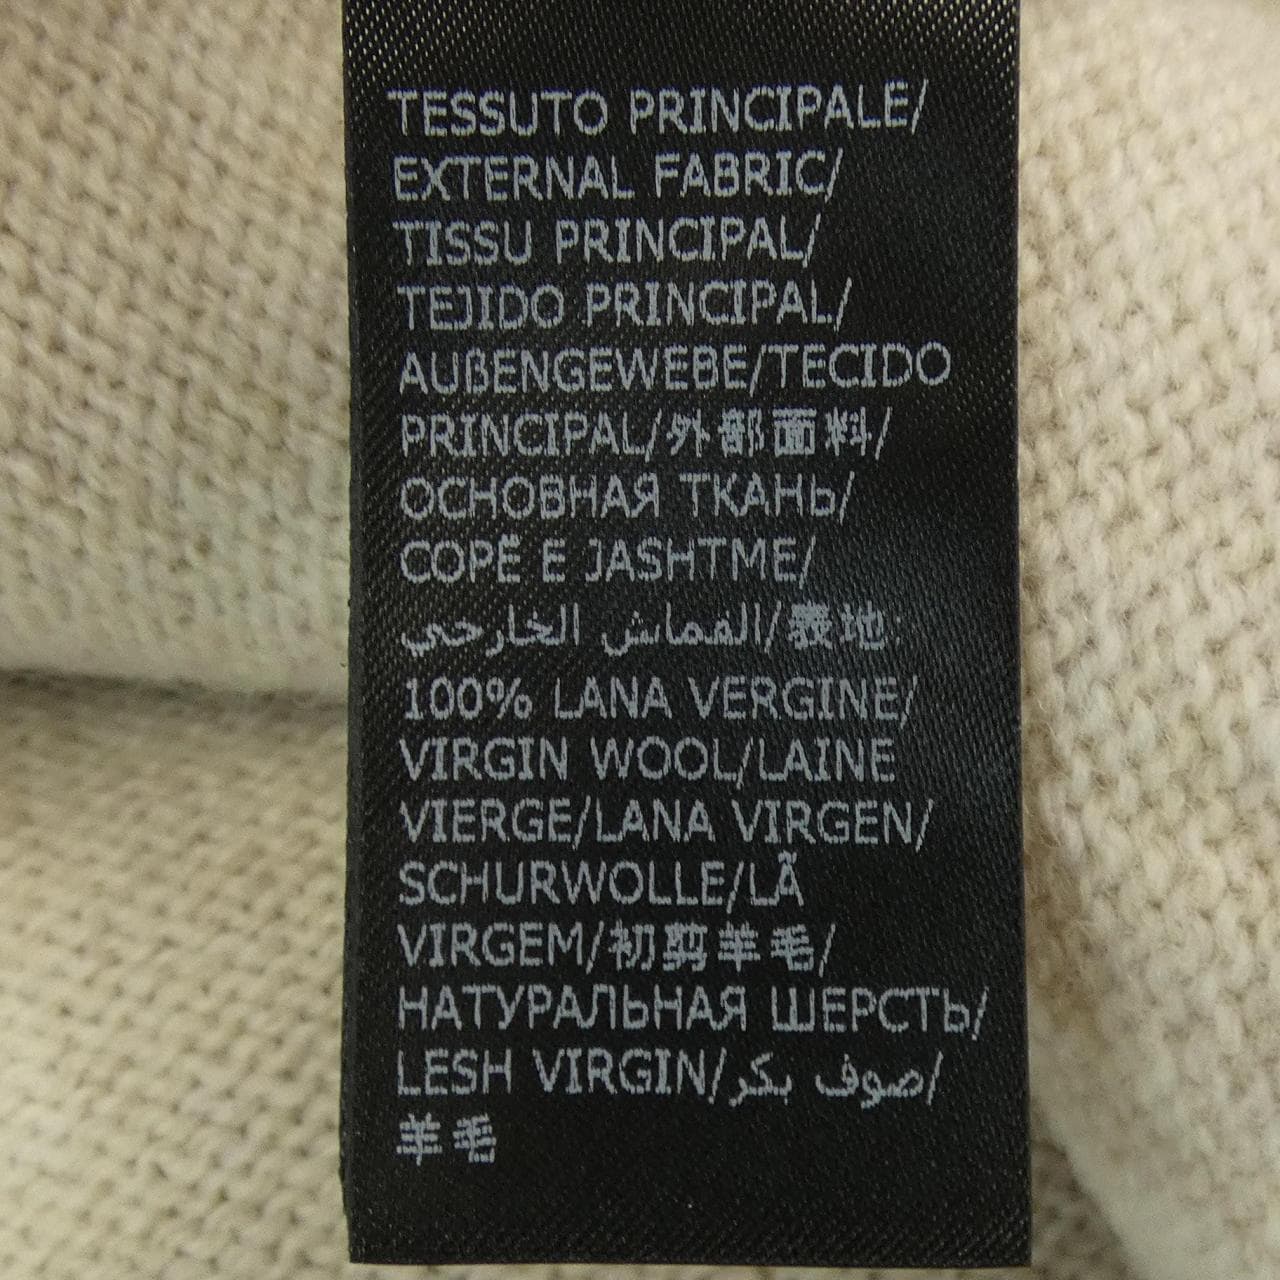 TESSUTO PRINCIPALE/
EXTERNAL FABRIC/
TISSU PRINCIPAL/
TEJIDO PRINCIPAL/
AUßENGEWEBE/TECIDO
PRINCIPAL/外部面料/
ОСНОВНАЯ ТКАНЬ/
COPË E JASHTME/
القماش الخارجي/表地:
100% LANA VERGINE/
VIRGIN WOOL/LAINE
VIERGE/LANA VIRGEN/
SCHURWOLLE/LÃ
VIRGEM/初剪羊毛/
НАТУРАЛЬНАЯ ШЕРСТЬ/
LESH VIRGIN/صوف بكر/
羊毛